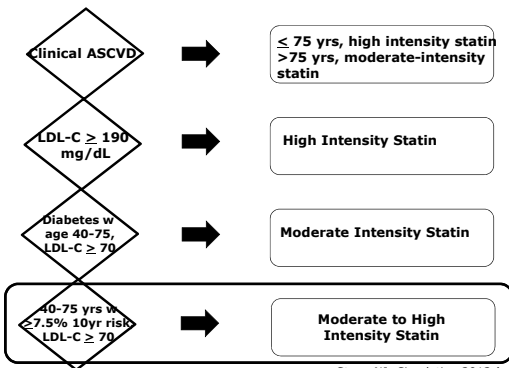 Clinical ASCVD
≤ 75 yrs, high intensity statin
>75 yrs, moderate-intensity
statin
LDL-C ≥ 190
mg/dL
High Intensity Statin
Diabetes w
age 40-75,
LDL-C ≥ 70
Moderate Intensity Statin
40-75 yrs w
≥7.5% 10yr risk,
LDL-C ≥ 70
Moderate to High
Intensity Statin